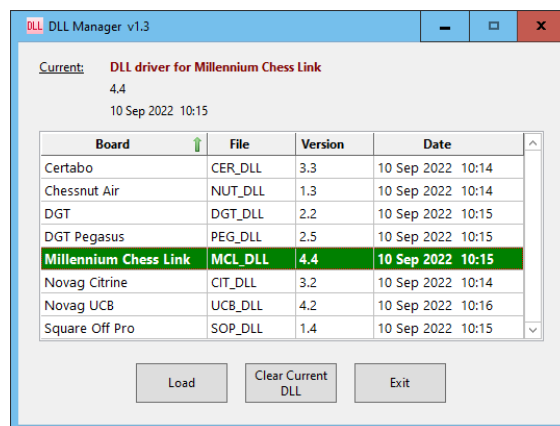 DLL DLL Manager v1.3
Current: DLL driver for Millennium Chess Link
4.4
10 Sep 2022 10:15
Board File Version Date
Certabo CER_DLL 3.3 10 Sep 2022 10:14
Chessnut Air NUT_DLL 1.3 10 Sep 2022 10:14
DGT DGT_DLL 2.2 10 Sep 2022 10:15
DGT Pegasus PEG_DLL 2.5 10 Sep 2022 10:15
Millennium Chess Link MCL_DLL 4.4 10 Sep 2022 10:15
Novag Citrine CIT_DLL 3.2 10 Sep 2022 10:14
Novag UCB UCB_DLL 4.2 10 Sep 2022 10:16
Square Off Pro SOP_DLL 1.4 10 Sep 2022 10:15
Load
Clear Current
DLL
Exit